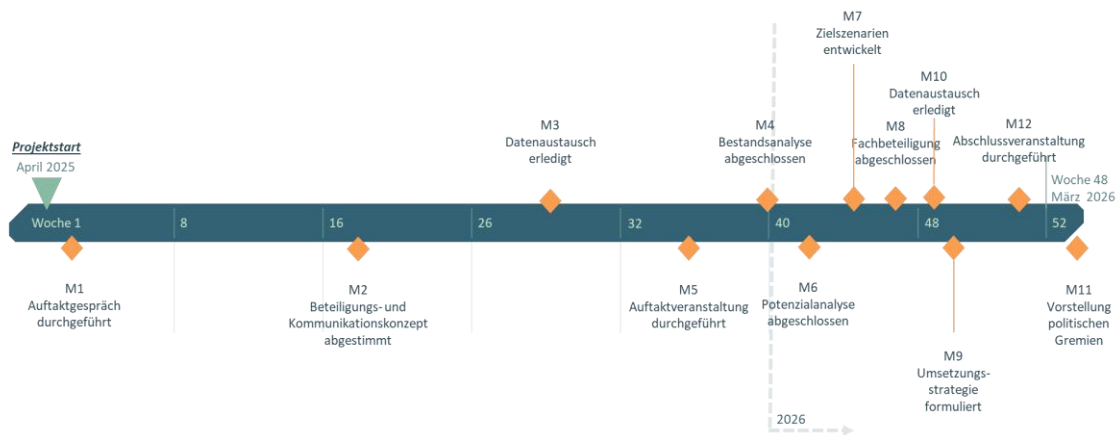 M7
Zielszenarien
entwickelt
M10
Datenaustausch
erledigt
M3
Datenaustausch
erledigt
M4
Bestandsanalyse
abgeschlossen
M8
Fachbeteiligung
abgeschlossen
M12
Abschlussveranstaltung
durchgeführt
Projektstart
April 2025
Woche 48
März 2026
Woche 1
8
16
26
32
40
48
52
M1
Auftaktgespräch
durchgeführt
M2
Beteiligungs- und
Kommunikationskonzept
abgestimmt
M5
Auftaktveranstaltung
durchgeführt
M6
Potenzialanalyse
abgeschlossen
M11
Vorstellung
politischen
Gremien
M9
Umsetzungs-
strategie
formuliert
2026